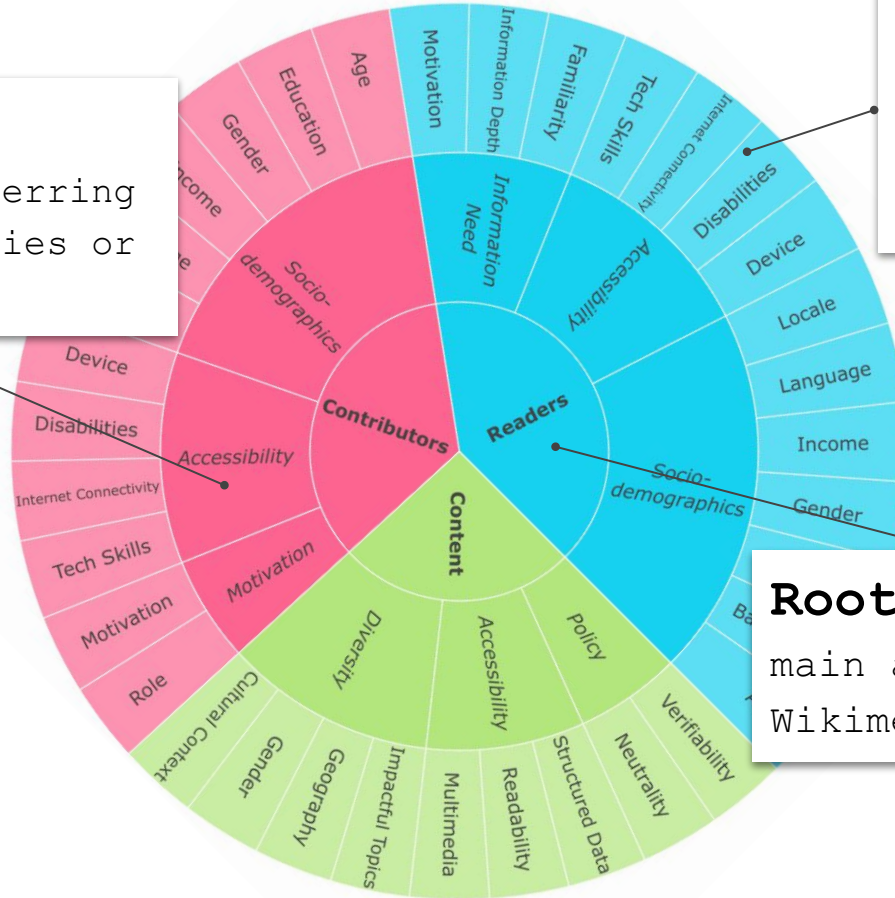 erring
ies or
Root
main
Wikime
Contributors
Socio-
demographics
Age
Education
Gender
Income
Accessibility
Device
Disabilities
Internet Connectivity
Tech Skills
Motivation
Motivation
Role
Readers
Information
Need
Motivation
Information Depth
Familiarity
Accessibility
Tech Skills
Internet Connectivity
Disabilities
Device
Socio-
demographics
Locale
Language
Income
Gender
Ba
Content
Diversity
Cultural Context
Gender
Geography
Impactful Topics
Accessibility
Multimedia
Readability
Structured Data
Policy
Neutrality
Verifiability